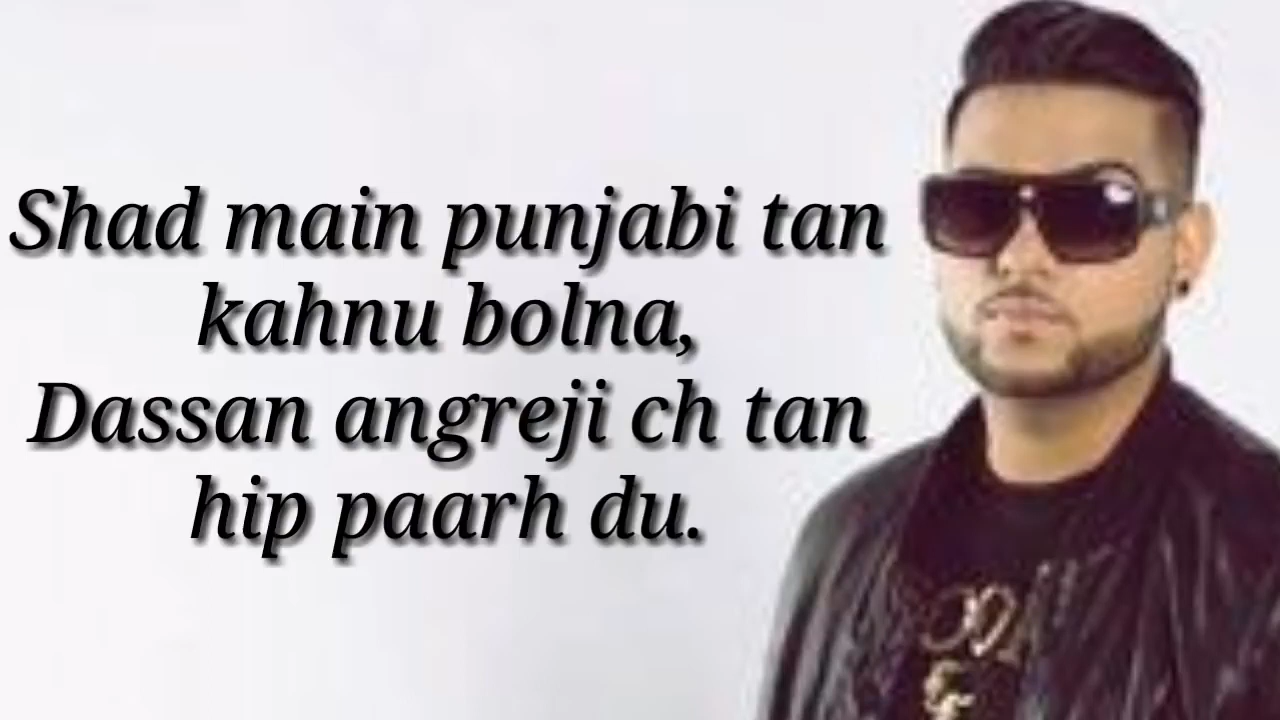 Shad main punjabi tan
kahnu bolna,
Dassan angreji ch tan
hip paarh du.